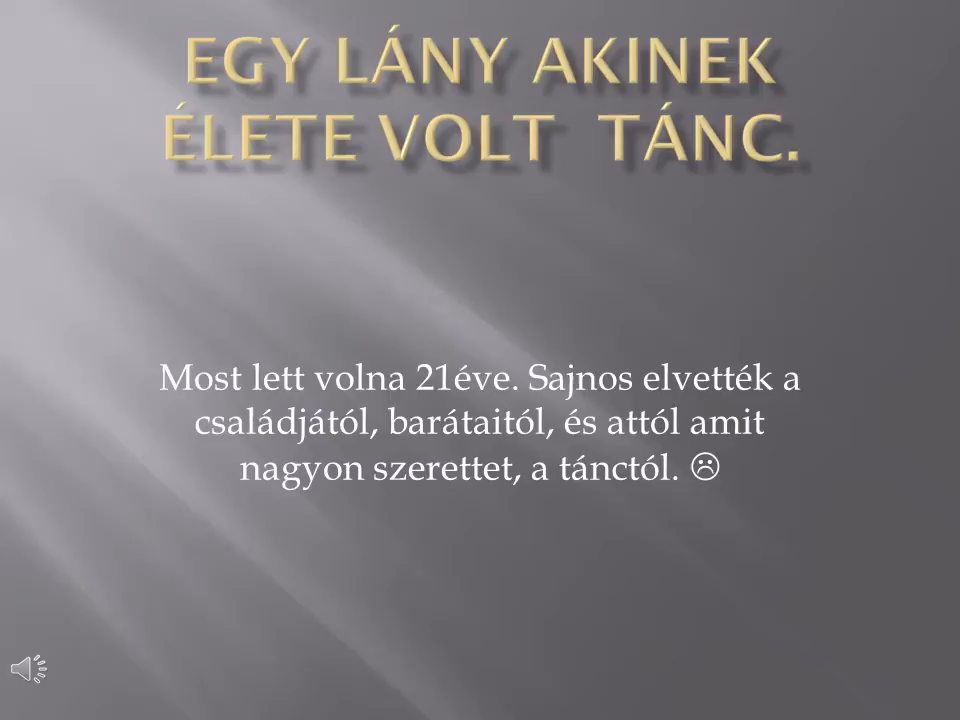 EGY LÁNY AKINEK
ÉLETE VOLT TÁNC.
Most lett volna 21éve. Sajnos elvették a
családjától, barátaitól, és attól amit
nagyon szerettet, a tánctól. ☹